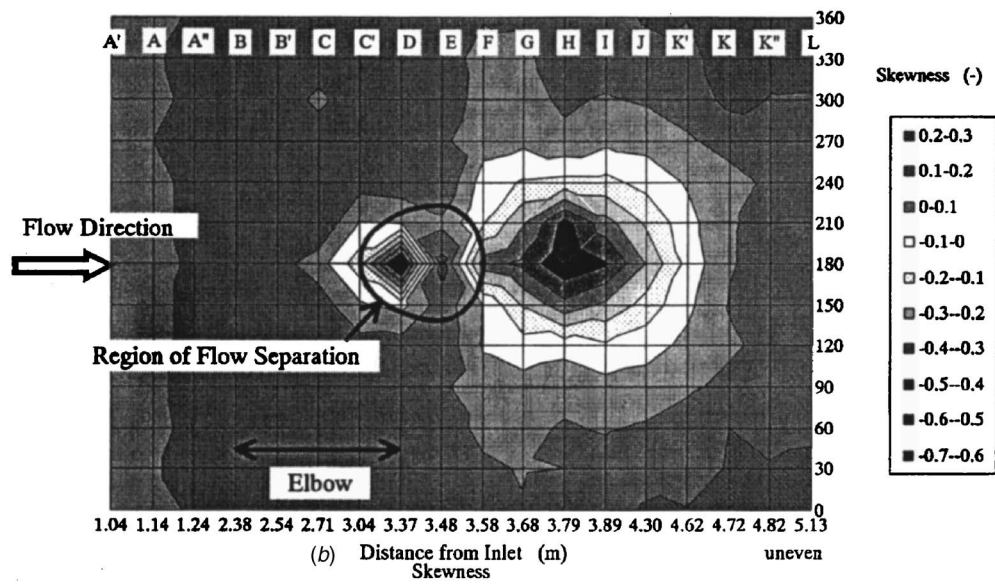 360
A' A A" B B' C C' D E F G H I J K' K K" L
330
Skewness (-)
300
270
240
210
180
150
120
90
60
30
0
0.2-0.3
0.1-0.2
0-0.1
-0.1-0
-0.2--0.1
-0.3--0.2
-0.4--0.3
-0.5--0.4
-0.6--0.5
-0.7--0.6
Flow Direction
Region of Flow Separation
Elbow
1.04 1.14 1.24 2.38 2.54 2.71 3.04 3.37 3.48 3.58 3.68 3.79 3.89 4.30 4.62 4.72 4.82 5.13
(b) Distance from Inlet (m) uneven
Skewness